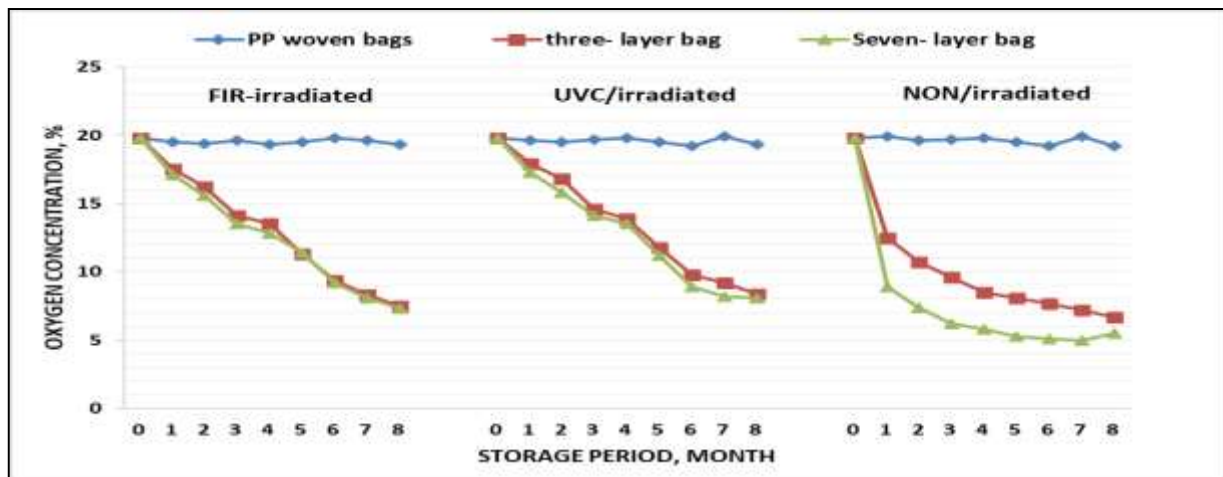 PP woven bags three- layer bag Seven- layer bag
25
FIR-irradiated UVC/irradiated NON/irradiated
20
15
10
5
0
OXYGEN CONCENTRATION, %
0 1 2 3 4 5 6 7 8 0 1 2 3 4 5 6 7 8 0 1 2 3 4 5 6 7 8
STORAGE PERIOD, MONTH